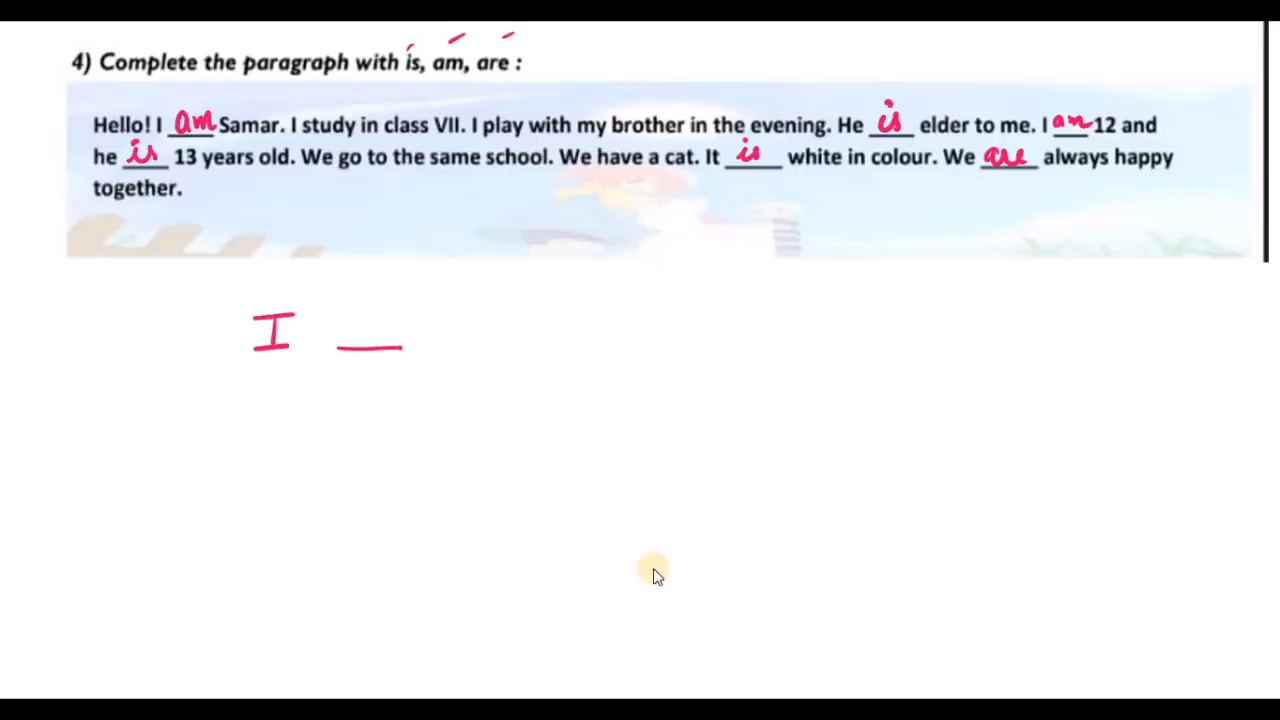 4) Complete the paragraph with is, am, are :
Hello! I am Samar. I study in class VII. I play with my brother in the evening. He is elder to me. I am 12 and
he is 13 years old. We go to the same school. We have a cat. It is white in colour. We are always happy
together.
I __